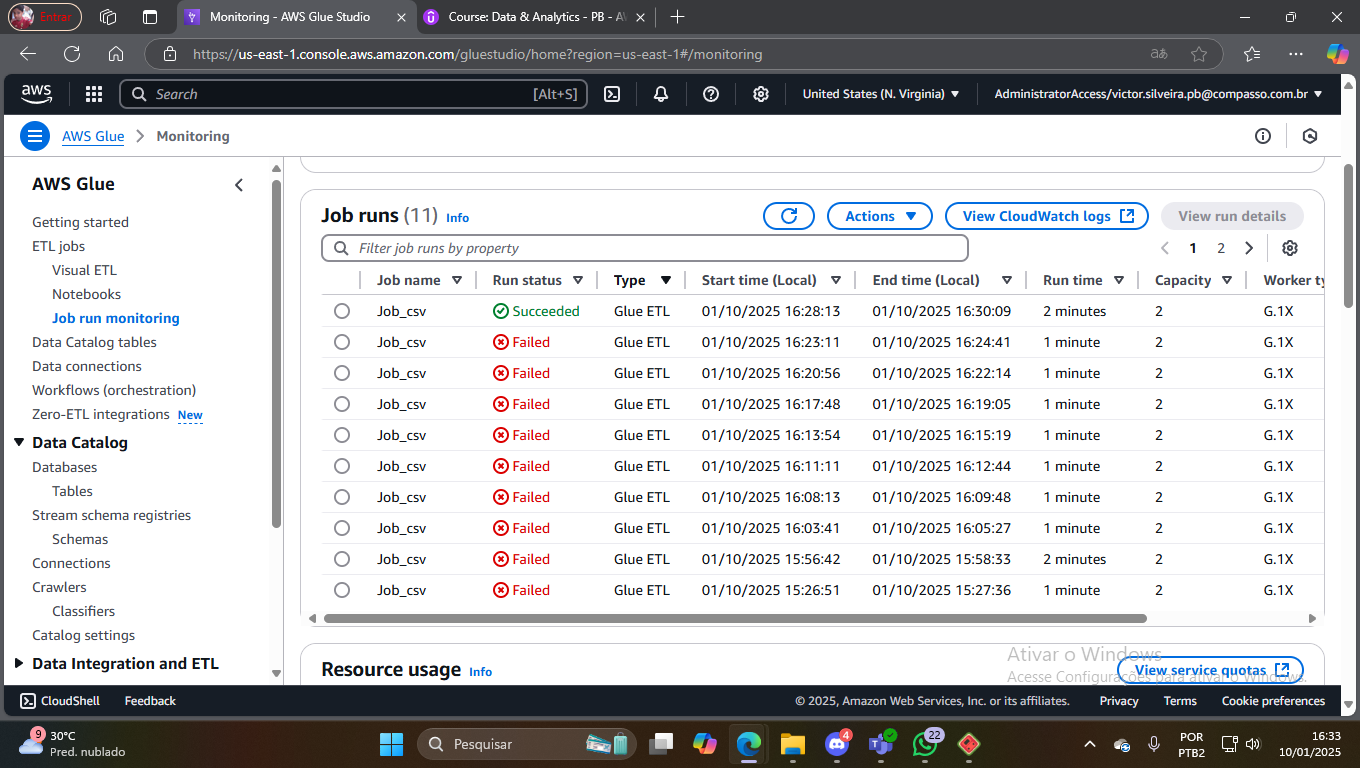 Entrar
Monitoring - AWS Glue Studio
Course: Data & Analytics - PB - A
https://us-east-1.console.aws.amazon.com/gluestudio/home?region=us-east-1#/monitoring
aws
Search [Alt+S]
United States (N. Virginia)
AdministratorAccess/victor.silveira.pb@compasso.com.br
AWS Glue
Monitoring
AWS Glue
Getting started
ETL jobs
Visual ETL
Notebooks
Job run monitoring
Data Catalog tables
Data connections
Workflows (orchestration)
Zero-ETL integrations New
Data Catalog
Databases
Tables
Stream schema registries
Schemas
Connections
Crawlers
Classifiers
Catalog settings
Data Integration and ETL
Job runs (11) Info
Actions
View CloudWatch logs
View run details
Filter job runs by property
1 2
Job name Run status Type Start time (Local) End time (Local) Run time Capacity Worker ty
Job_csv Succeeded Glue ETL 01/10/2025 16:28:13 01/10/2025 16:30:09 2 minutes 2 G.1X
Job_csv Failed Glue ETL 01/10/2025 16:23:11 01/10/2025 16:24:41 1 minute 2 G.1X
Job_csv Failed Glue ETL 01/10/2025 16:20:56 01/10/2025 16:22:14 1 minute 2 G.1X
Job_csv Failed Glue ETL 01/10/2025 16:17:48 01/10/2025 16:19:05 1 minute 2 G.1X
Job_csv Failed Glue ETL 01/10/2025 16:13:54 01/10/2025 16:15:19 1 minute 2 G.1X
Job_csv Failed Glue ETL 01/10/2025 16:11:11 01/10/2025 16:12:44 1 minute 2 G.1X
Job_csv Failed Glue ETL 01/10/2025 16:08:13 01/10/2025 16:09:48 1 minute 2 G.1X
Job_csv Failed Glue ETL 01/10/2025 16:03:41 01/10/2025 16:05:27 1 minute 2 G.1X
Job_csv Failed Glue ETL 01/10/2025 15:56:42 01/10/2025 15:58:33 2 minutes 2 G.1X
Job_csv Failed Glue ETL 01/10/2025 15:26:51 01/10/2025 15:27:36 1 minute 2 G.1X
Resource usage Info
View service quotas
Ativar o Windows
Acesse Configurações para ativar o Windows.
CloudShell
Feedback
© 2025, Amazon Web Services, Inc. or its affiliates.
Privacy
Terms
Cookie preferences
9
30°C
Pred. nublado
Pesquisar
4
22
POR
PTB2
16:33
10/01/2025